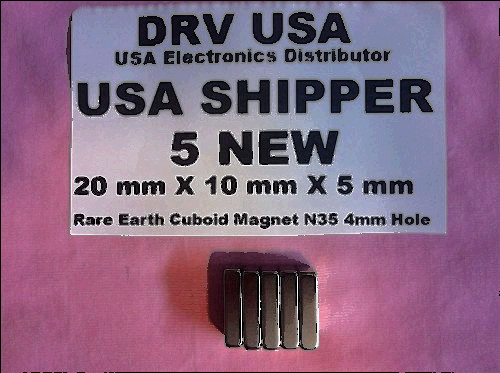 DRV USA
USA Electronics Distributor
USA SHIPPER
5 NEW
20 mm X 10 mm X 5 mm
Rare Earth Cuboid Magnet N35 4mm Hole